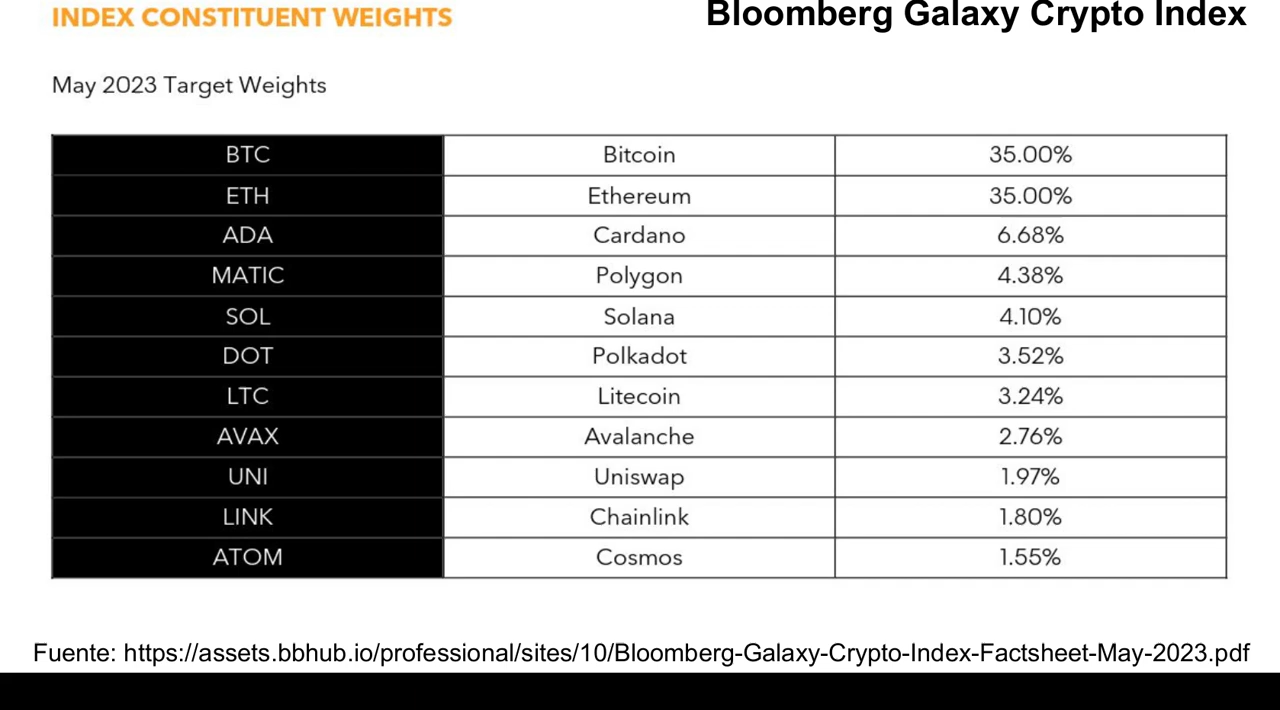 INDEX CONSTITUENT WEIGHTS
Bloomberg Galaxy Crypto Index
May 2023 Target Weights
BTC Bitcoin 35.00%
ETH Ethereum 35.00%
ADA Cardano 6.68%
MATIC Polygon 4.38%
SOL Solana 4.10%
DOT Polkadot 3.52%
LTC Litecoin 3.24%
AVAX Avalanche 2.76%
UNI Uniswap 1.97%
LINK Chainlink 1.80%
ATOM Cosmos 1.55%
Fuente: https://assets.bbhub.io/professional/sites/10/Bloomberg-Galaxy-Crypto-Index-Factsheet-May-2023.pdf